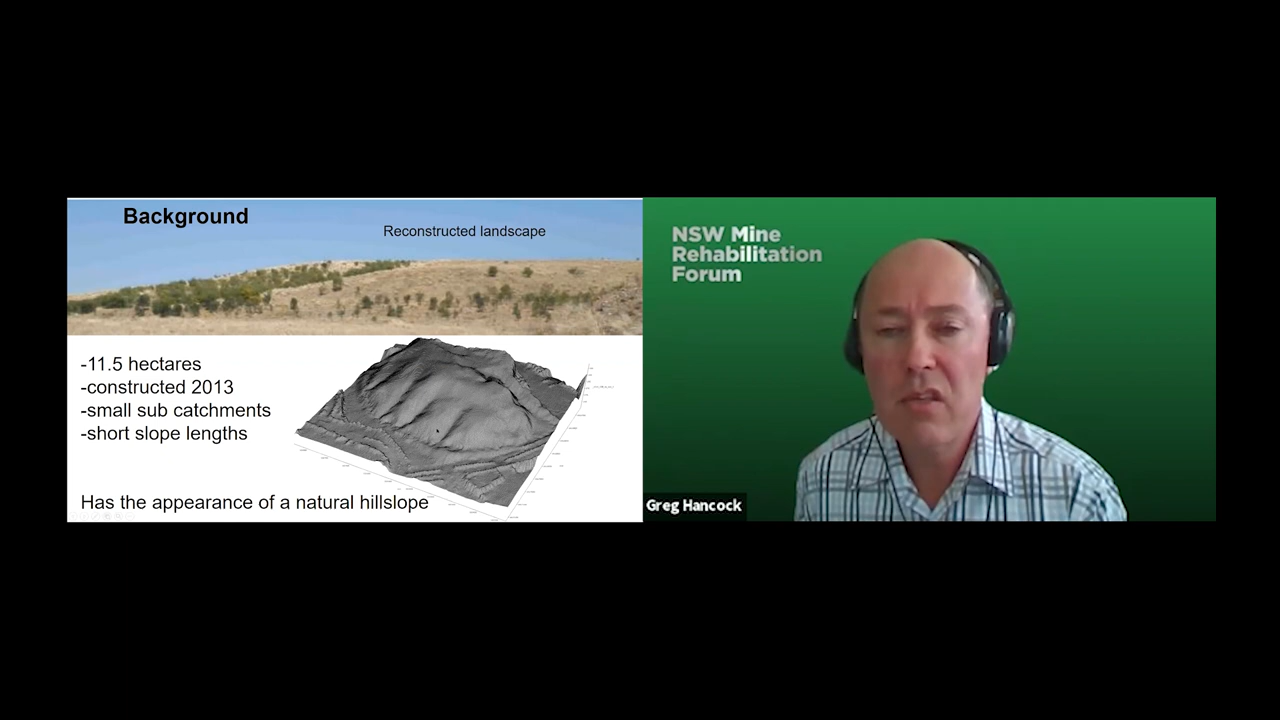 Background
Reconstructed landscape
-11.5 hectares
-constructed 2013
-small sub catchments
-short slope lengths
Has the appearance of a natural hillslope
NSW Mine
Rehabilitation
Forum
Greg Hancock